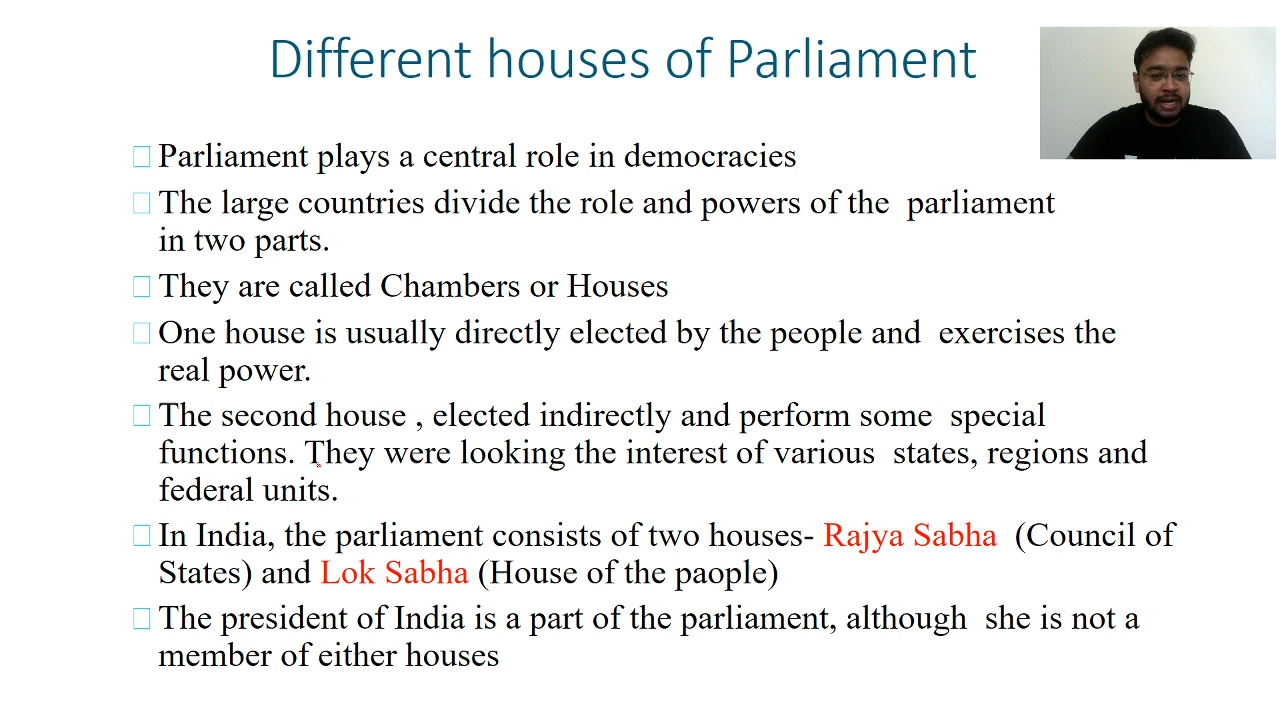 Different houses of Parliament
Parliament plays a central role in democracies
The large countries divide the role and powers of the parliament
in two parts.
They are called Chambers or Houses
One house is usually directly elected by the people and exercises the
real power.
The second house , elected indirectly and perform some special
functions. They were looking the interest of various states, regions and
federal units.
In India, the parliament consists of two houses- Rajya Sabha (Council of
States) and Lok Sabha (House of the paople)
The president of India is a part of the parliament, although she is not a
member of either houses